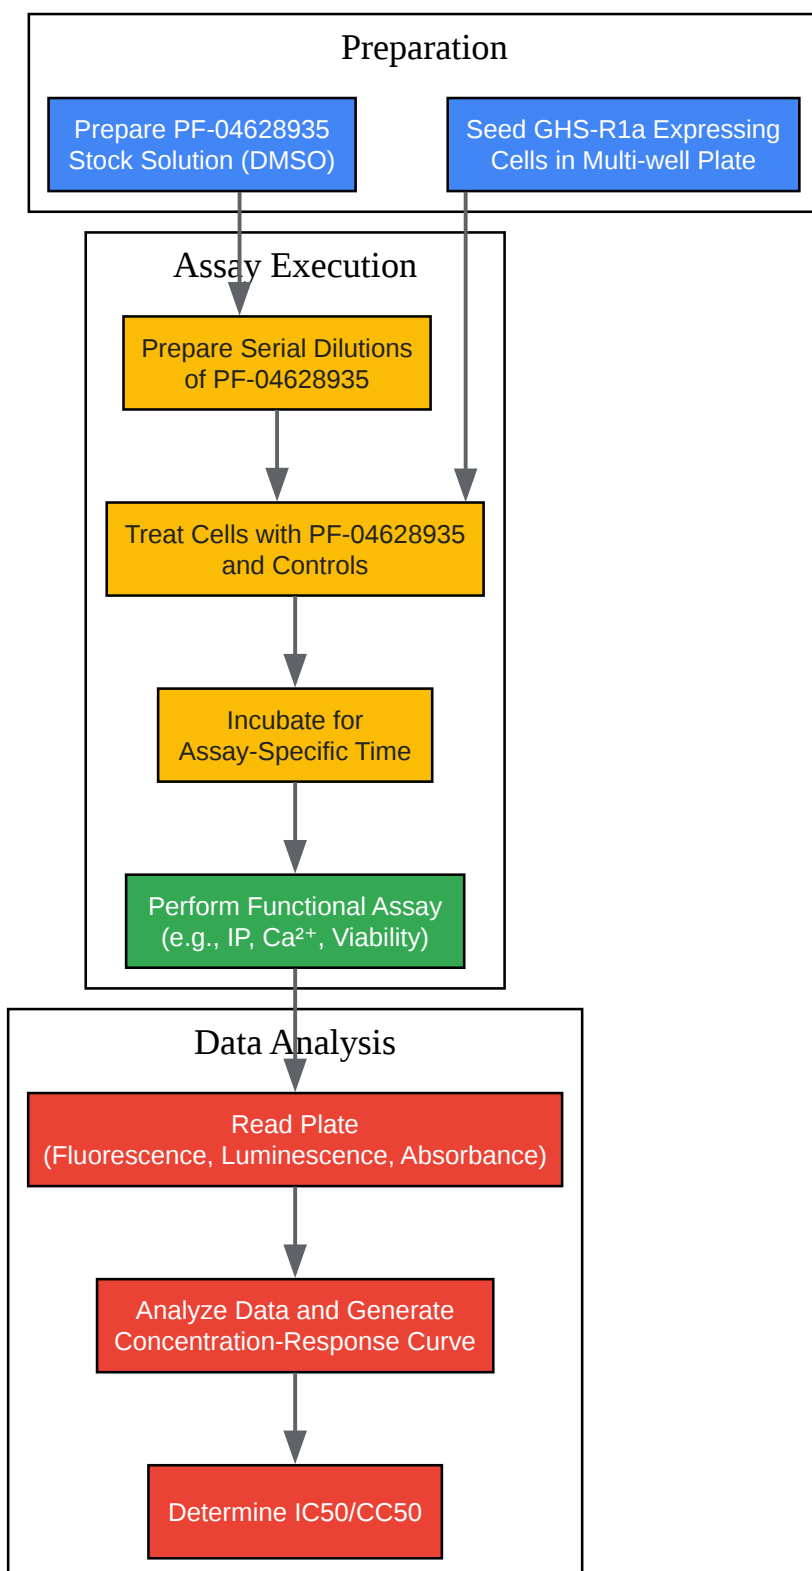 Preparation
Prepare PF-04628935
Stock Solution (DMSO)
Seed GHS-R1a Expressing
Cells in Multi-well Plate
Assay Execution
Prepare Serial Dilutions
of PF-04628935
Treat Cells with PF-04628935
and Controls
Incubate for
Assay-Specific Time
Perform Functional Assay
(e.g., IP, Ca²⁺, Viability)
Data Analysis
Read Plate
(Fluorescence, Luminescence, Absorbance)
Analyze Data and Generate
Concentration-Response Curve
Determine IC50/CC50